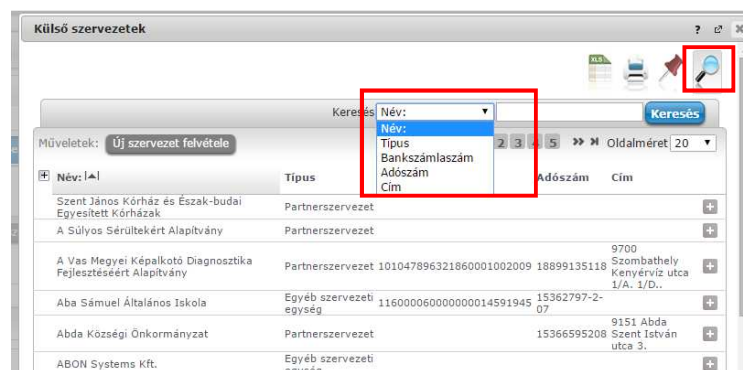 Külső szervezetek ?
XLS
Keresés Név: Keresés
Név:
Típus
Bankszámlaszám
Adószám
Cím
Műveletek: Új szervezet felvétele 2 3 4 5 Oldalméret 20
Név: Típus Adószám Cím
Szent János Kórház és Észak-budai
Egyesített Kórházak Partnerszervezet
A Súlyos Sérültekért Alapítvány Partnerszervezet
A Vas Megyei Képalkotó Diagnosztika
Fejlesztéséért Alapítvány Partnerszervezet 101047896321860001002009 18899135118 9700
Szombathely
Kenyérvíz utca
1/A. 1/D..
Aba Sámuel Általános Iskola Egyéb szervezeti
egység 116000060000000014591945 15362797-2-
07
Abda Községi Önkormányzat Partnerszervezet 15366595208 9151 Abda
Szent István
utca 3.
ABON Systems Kft. Egyéb szervezeti